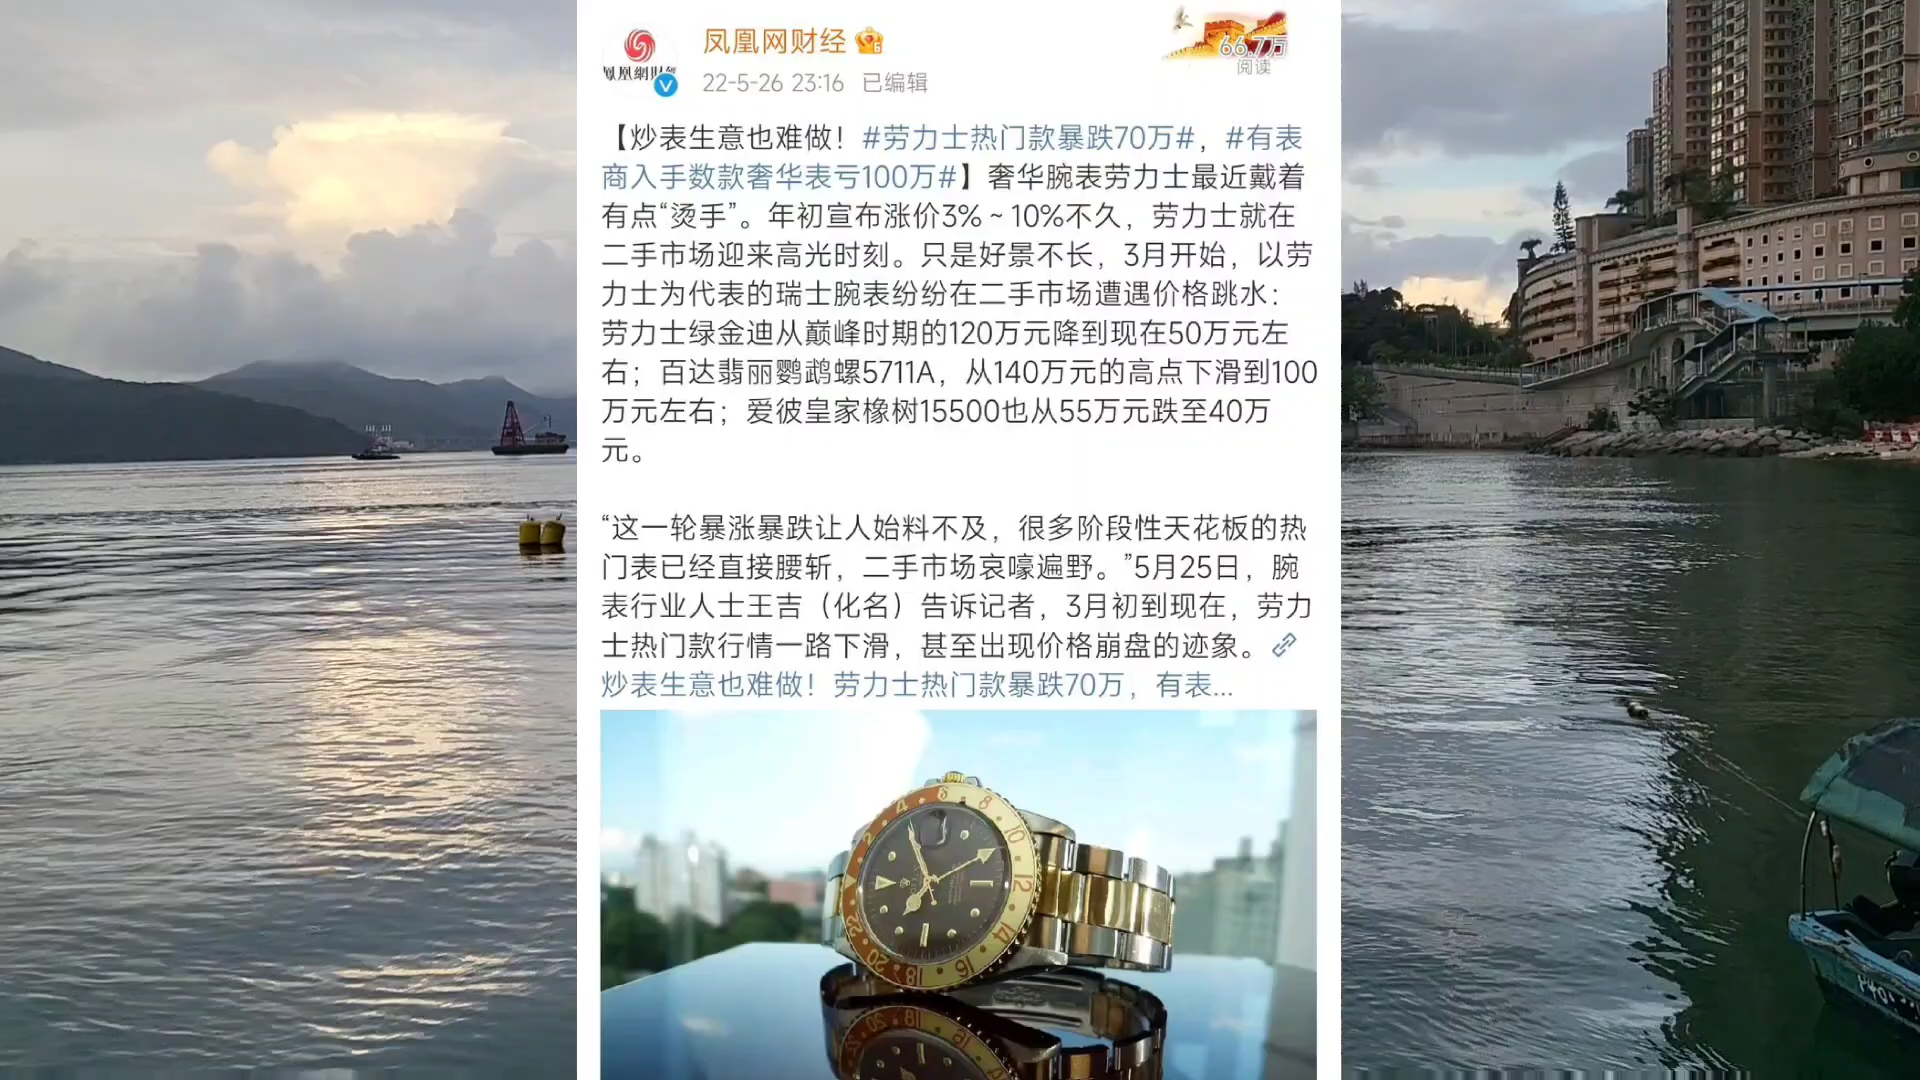 凤凰网财经
66.7万
阅读
鳳凰網財經
22-5-26 23:16 已编辑
【炒表生意也难做！#劳力士热门款暴跌70万#，#有表
商入手数款奢华表亏100万#】奢华腕表劳力士最近戴着
有点“烫手”。年初宣布涨价3%～10%不久，劳力士就在
二手市场迎来高光时刻。只是好景不长，3月开始，以劳
力士为代表的瑞士腕表纷纷在二手市场遭遇价格跳水：
劳力士绿金迪从巅峰时期的120万元降到现在50万元左
右；百达翡丽鹦鹉螺5711A，从140万元的高点下滑到100
万元左右；爱彼皇家橡树15500也从55万元跌至40万
元。
“这一轮暴涨暴跌让人始料不及，很多阶段性天花板的热
门表已经直接腰斩，二手市场哀嚎遍野。”5月25日，腕
表行业人士王吉（化名）告诉记者，3月初到现在，劳力
士热门款行情一路下滑，甚至出现价格崩盘的迹象。
炒表生意也难做！劳力士热门款暴跌70万，有表...
4 6 8 10 12 14 16 18 20 22 2